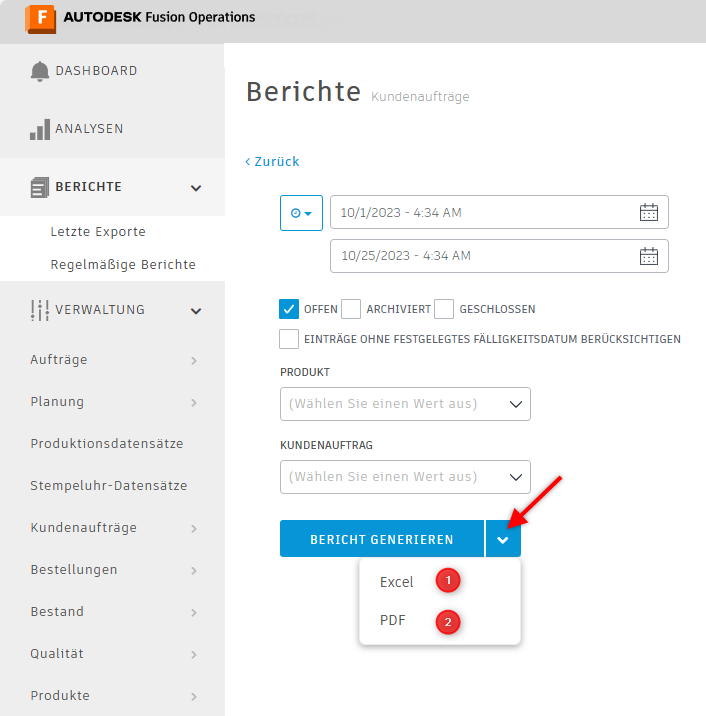 F AUTODESK Fusion Operations
DASHBOARD
ANALYSEN
BERICHTE
Letzte Exporte
Regelmäßige Berichte
VERWALTUNG
Aufträge
Planung
Produktionsdatensätze
Stempeluhr-Datensätze
Kundenaufträge
Bestellungen
Bestand
Qualität
Produkte
Berichte Kundenaufträge
‹ Zurück
10/1/2023 - 4:34 AM
10/25/2023 - 4:34 AM
OFFEN ARCHIVIERT GESCHLOSSEN
EINTRÄGE OHNE FESTGELEGTES FÄLLIGKEITSDATUM BERÜCKSICHTIGEN
PRODUKT
(Wählen Sie einen Wert aus)
KUNDENAUFTRAG
(Wählen Sie einen Wert aus)
BERICHT GENERIEREN
Excel 1
PDF 2